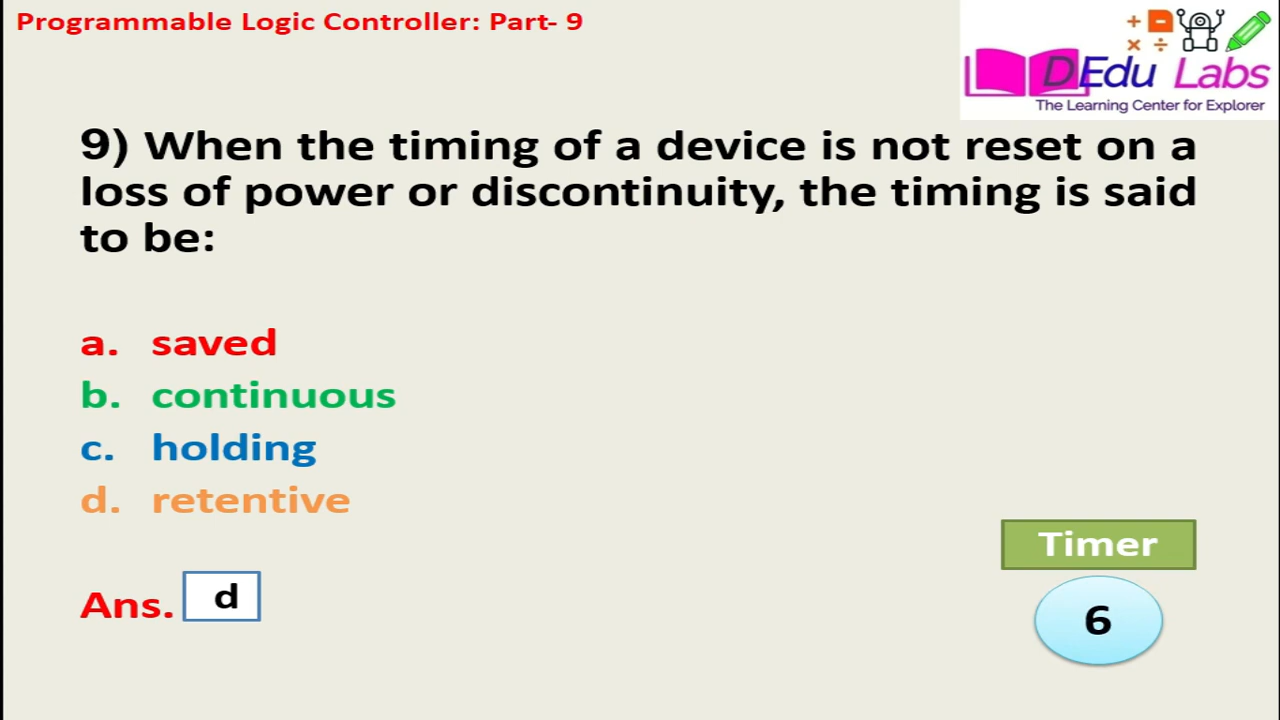 Programmable Logic Controller: Part- 9
DEdu Labs
The Learning Center for Explorer
9) When the timing of a device is not reset on a
loss of power or discontinuity, the timing is said
to be:
a. saved
b. continuous
c. holding
d. retentive
Timer
Ans. d
6